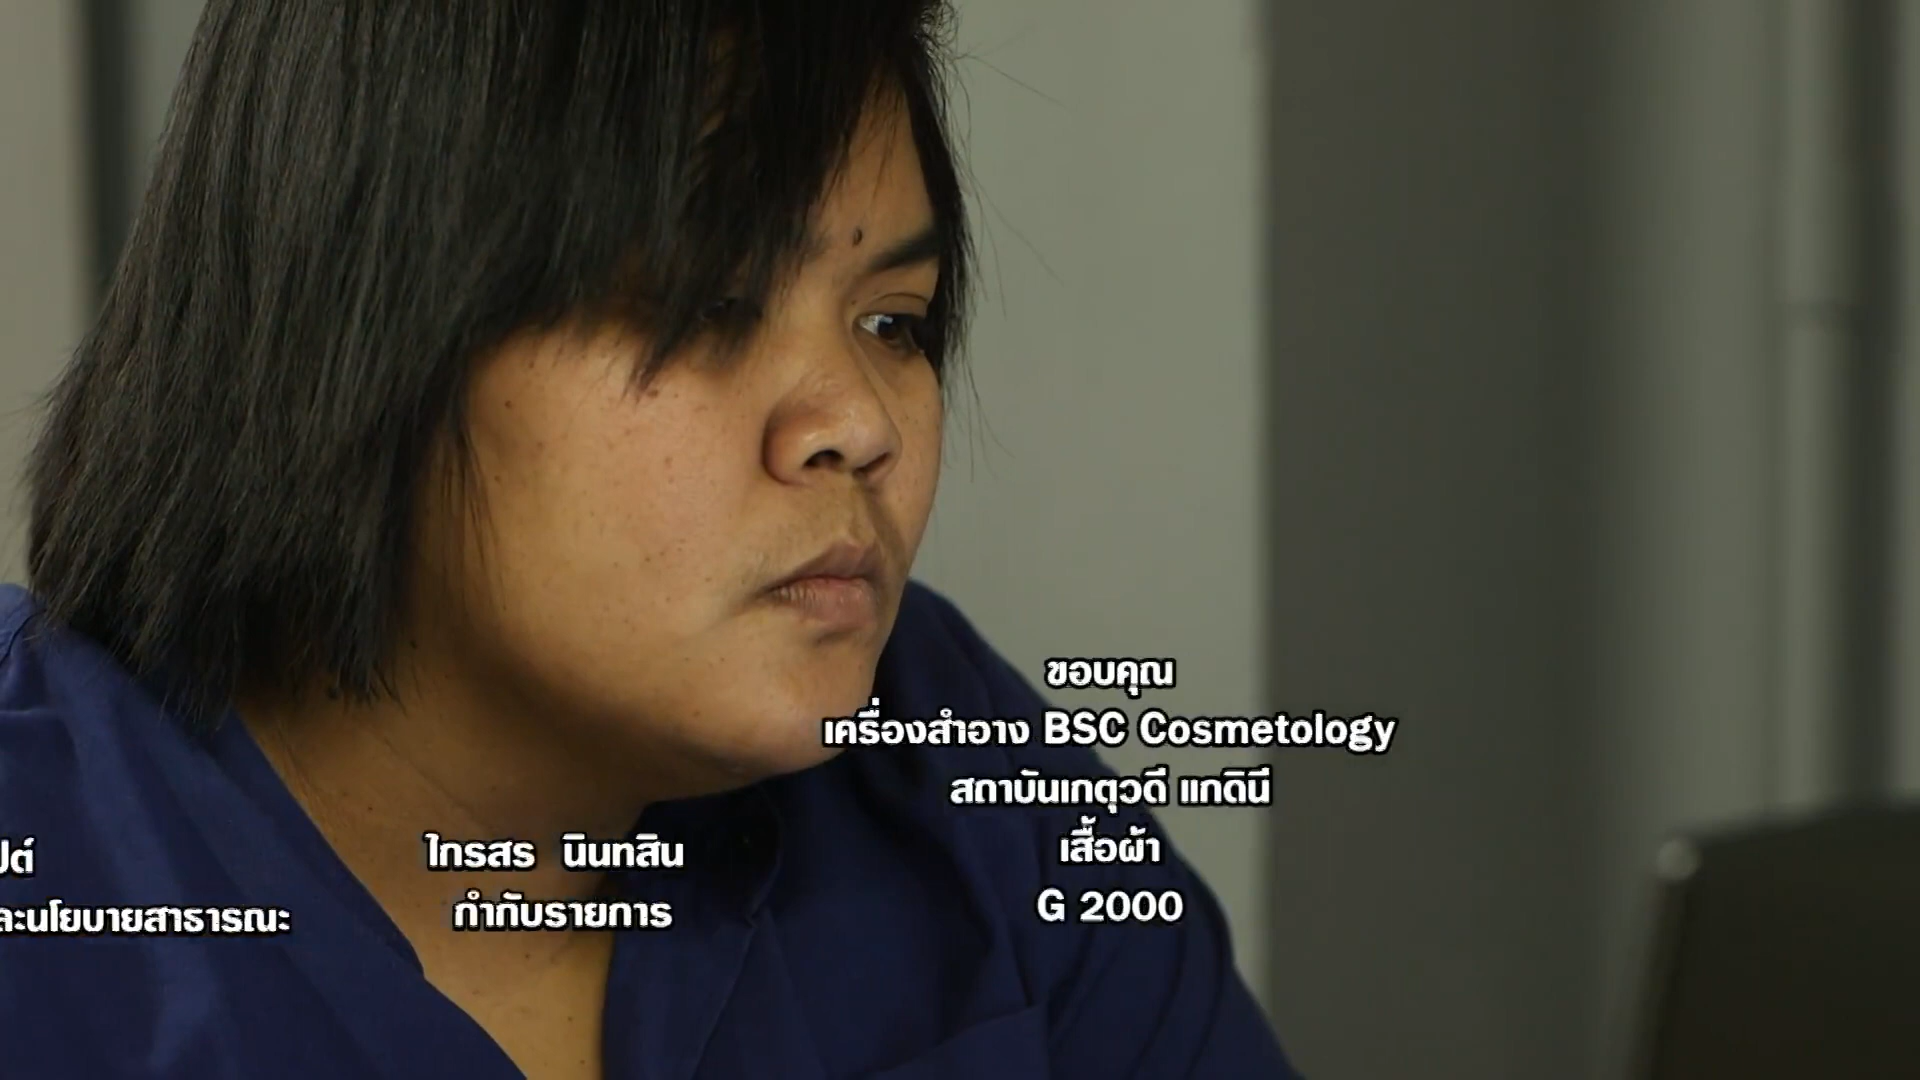 ขอบคุณ
เครื่องสำอาง BSC Cosmetology
สถาบันเกตุวดี แกดินี
เสื้อผ้า
G 2000
ไกรสร นินทสิน
กำกับรายการ
ละนโยบายสาธารณะ